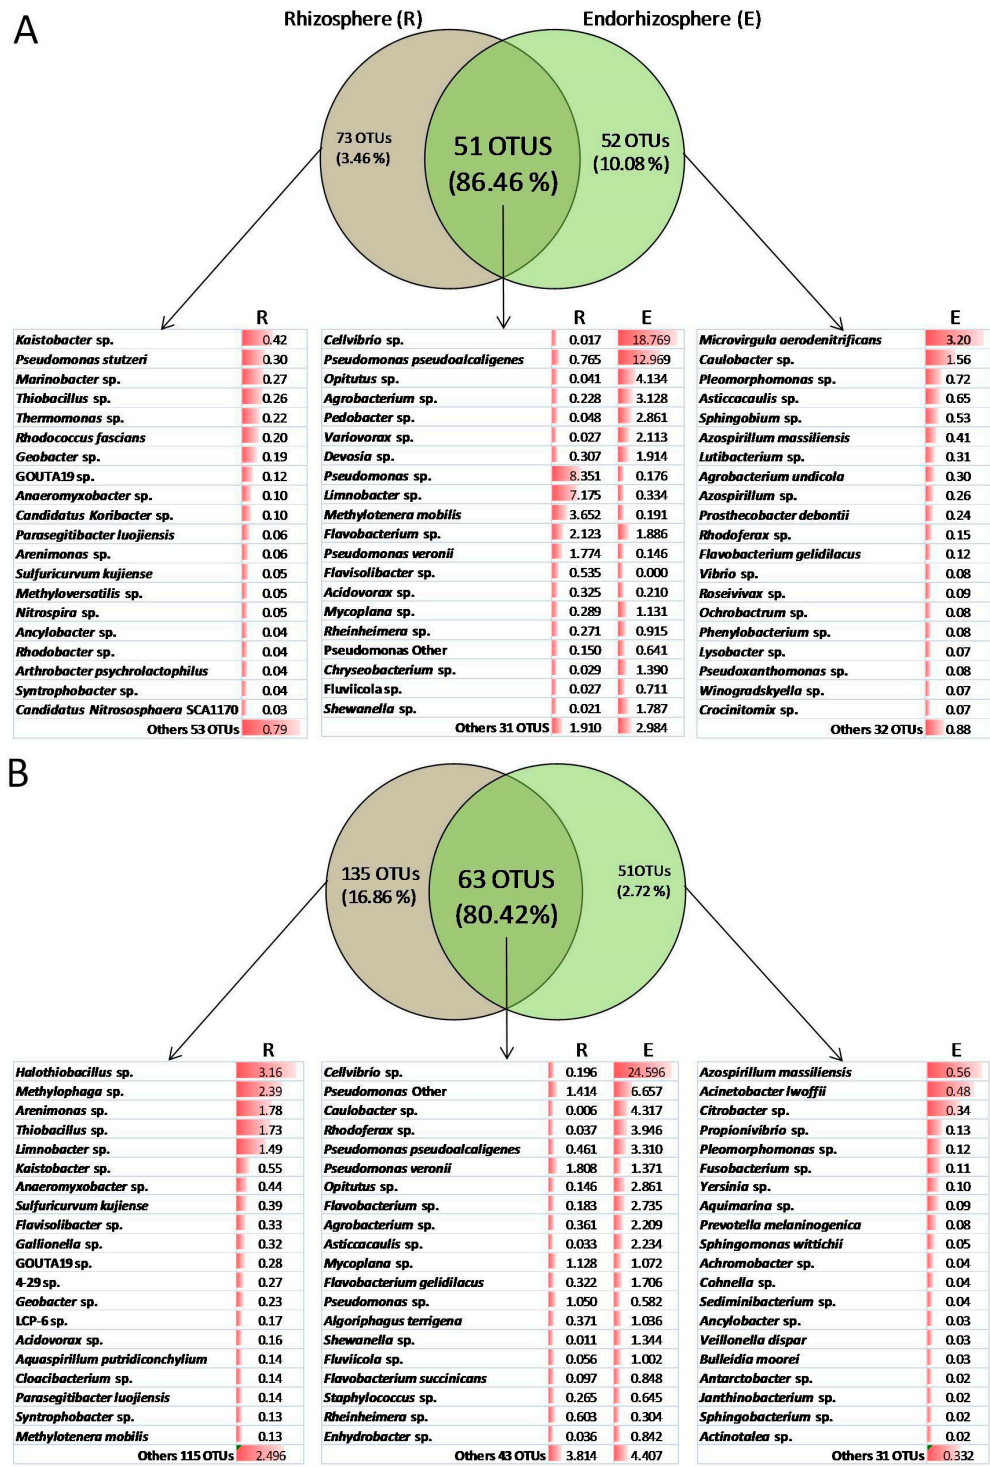 A
Rhizosphere (R)
Endorhizosphere (E)
73 OTUs
(3.46 %)
51 OTUS
(86.46 %)
52 OTUs
(10.08 %)
R
Kaistobacter sp. 0.42
Pseudomonas stutzeri 0.30
Marinobacter sp. 0.27
Thiobacillus sp. 0.26
Thermomonas sp. 0.22
Rhodococcus fascians 0.20
Geobacter sp. 0.19
GOUTA19 sp. 0.12
Anaeromyxobacter sp. 0.10
Candidatus Koribacter sp. 0.10
Parasegitibacter luojiensis 0.06
Arenimonas sp. 0.06
Sulfuricurvum kujiense 0.05
Methyloversatilis sp. 0.05
Nitrospira sp. 0.05
Ancylobacter sp. 0.04
Rhodobacter sp. 0.04
Arthrobacter psychrolactophilus 0.04
Syntrophobacter sp. 0.04
Candidatus Nitrososphaera SCA1170 0.03
Others 53 OTUs 0.79
R E
Cellvibrio sp. 0.017 18.769
Pseudomonas pseudoalcaligenes 0.765 12.969
Opitutus sp. 0.041 4.134
Agrobacterium sp. 0.228 3.128
Pedobacter sp. 0.048 2.861
Variovorax sp. 0.027 2.113
Devosia sp. 0.307 1.914
Pseudomonas sp. 8.351 0.176
Limnobacter sp. 7.175 0.334
Methylotenera mobilis 3.652 0.191
Flavobacterium sp. 2.123 1.886
Pseudomonas veronii 1.774 0.146
Flavisolibacter sp. 0.535 0.000
Acidovorax sp. 0.325 0.210
Mycoplana sp. 0.289 1.131
Rheinheimera sp. 0.271 0.915
Pseudomonas Other 0.150 0.641
Chryseobacterium sp. 0.029 1.390
Fluviicola sp. 0.027 0.711
Shewanella sp. 0.021 1.787
Others 31 OTUS 1.910 2.984
E
Microvirgula aerodenitrificans 3.20
Caulobacter sp. 1.56
Pleomorphomonas sp. 0.72
Asticcacaulis sp. 0.65
Sphingobium sp. 0.53
Azospirillum massiliensis 0.41
Lutibacterium sp. 0.31
Agrobacterium undicola 0.30
Azospirillum sp. 0.26
Prosthecobacter debontii 0.24
Rhodoferax sp. 0.15
Flavobacterium gelidilacus 0.12
Vibrio sp. 0.08
Roseivivax sp. 0.09
Ochrobactrum sp. 0.08
Phenylobacterium sp. 0.08
Lysobacter sp. 0.07
Pseudoxanthomonas sp. 0.08
Winogradskyella sp. 0.07
Crocinitomix sp. 0.07
Others 32 OTUs 0.88
B
135 OTUs
(16.86 %)
63 OTUS
(80.42%)
51OTUs
(2.72 %)
R
Halothiobacillus sp. 3.16
Methylophaga sp. 2.39
Arenimonas sp. 1.78
Thiobacillus sp. 1.73
Limnobacter sp. 1.49
Kaistobacter sp. 0.55
Anaeromyxobacter sp. 0.44
Sulfuricurvum kujiense 0.39
Flavisolibacter sp. 0.33
Gallionella sp. 0.32
GOUTA19 sp. 0.28
4-29 sp. 0.27
Geobacter sp. 0.23
LCP-6 sp. 0.17
Acidovorax sp. 0.16
Aquaspirillum putridiconchylium 0.14
Cloacibacterium sp. 0.14
Parasegitibacter luojiensis 0.14
Syntrophobacter sp. 0.13
Methylotenera mobilis 0.13
Others 115 OTUs 2.496
R E
Cellvibrio sp. 0.196 24.596
Pseudomonas Other 1.414 6.657
Caulobacter sp. 0.006 4.317
Rhodoferax sp. 0.037 3.946
Pseudomonas pseudoalcaligenes 0.461 3.310
Pseudomonas veronii 1.808 1.371
Opitutus sp. 0.146 2.861
Flavobacterium sp. 0.183 2.735
Agrobacterium sp. 0.361 2.209
Asticcacaulis sp. 0.033 2.234
Mycoplana sp. 1.128 1.072
Flavobacterium gelidilacus 0.322 1.706
Pseudomonas sp. 1.050 0.582
Algoriphagus terrigena 0.371 1.036
Shewanella sp. 0.011 1.344
Fluviicola sp. 0.056 1.002
Flavobacterium succinicans 0.097 0.848
Staphylococcus sp. 0.265 0.645
Rheinheimera sp. 0.603 0.304
Enhydrobacter sp. 0.036 0.842
Others 43 OTUs 3.814 4.407
E
Azospirillum massiliensis 0.56
Acinetobacter lwoffii 0.48
Citrobacter sp. 0.34
Propionivibrio sp. 0.13
Pleomorphomonas sp. 0.12
Fusobacterium sp. 0.11
Yersinia sp. 0.10
Aquimarina sp. 0.09
Prevotella melaninogenica 0.08
Sphingomonas wittichii 0.05
Achromobacter sp. 0.04
Cohnella sp. 0.04
Sediminibacterium sp. 0.04
Ancylobacter sp. 0.03
Veillonella dispar 0.03
Bulleidia moorei 0.03
Antarctobacter sp. 0.02
Janthinobacterium sp. 0.02
Sphingobacterium sp. 0.02
Actinotalea sp. 0.02
Others 31 OTUs 0.332